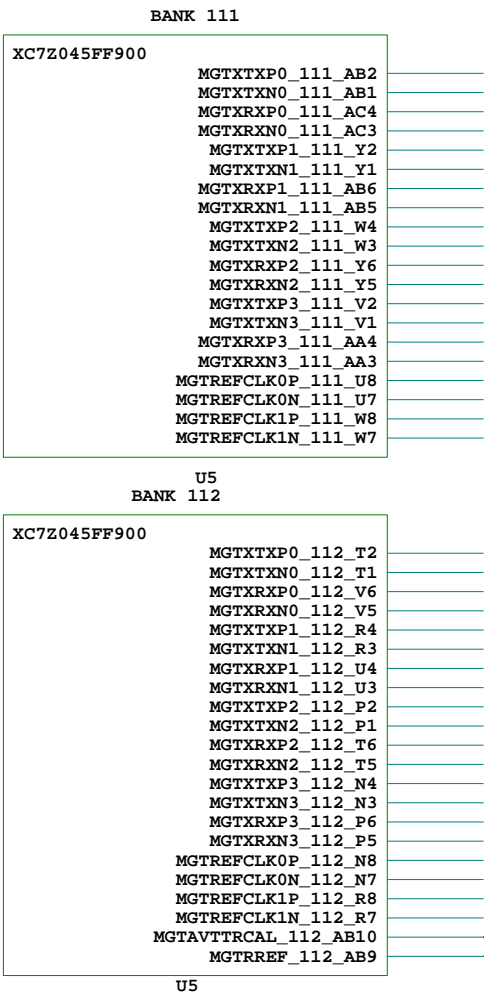 BANK 111
XC7Z045FF900
MGTXTXP0_111_AB2
MGTXTXN0_111_AB1
MGTXRXP0_111_AC4
MGTXRXN0_111_AC3
MGTXTXP1_111_Y2
MGTXTXN1_111_Y1
MGTXRXP1_111_AB6
MGTXRXN1_111_AB5
MGTXTXP2_111_W4
MGTXTXN2_111_W3
MGTXRXP2_111_Y6
MGTXRXN2_111_Y5
MGTXTXP3_111_V2
MGTXTXN3_111_V1
MGTXRXP3_111_AA4
MGTXRXN3_111_AA3
MGTREFCLK0P_111_U8
MGTREFCLK0N_111_U7
MGTREFCLK1P_111_W8
MGTREFCLK1N_111_W7
U5
BANK 112
XC7Z045FF900
MGTXTXP0_112_T2
MGTXTXN0_112_T1
MGTXRXP0_112_V6
MGTXRXN0_112_V5
MGTXTXP1_112_R4
MGTXTXN1_112_R3
MGTXRXP1_112_U4
MGTXRXN1_112_U3
MGTXTXP2_112_P2
MGTXTXN2_112_P1
MGTXRXP2_112_T6
MGTXRXN2_112_T5
MGTXTXP3_112_N4
MGTXTXN3_112_N3
MGTXRXP3_112_P6
MGTXRXN3_112_P5
MGTREFCLK0P_112_N8
MGTREFCLK0N_112_N7
MGTREFCLK1P_112_R8
MGTREFCLK1N_112_R7
MGTAVTTRCAL_112_AB10
MGTRREF_112_AB9
U5